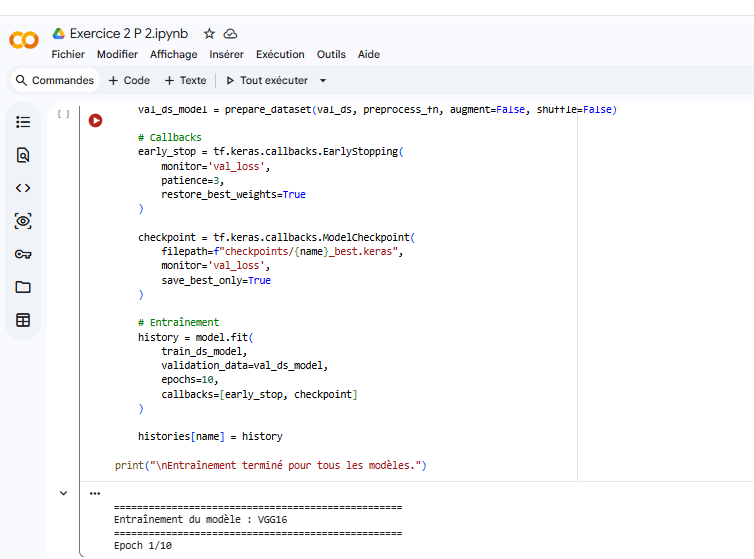 Exercice 2 P 2.ipynb
Fichier Modifier Affichage Insérer Exécution Outils Aide
Commandes + Code + Texte Tout exécuter
[ ]
val_ds_model = prepare_dataset(val_ds, preprocess_fn, augment=False, shuffle=False)
# Callbacks
early_stop = tf.keras.callbacks.EarlyStopping(
monitor='val_loss',
patience=3,
restore_best_weights=True
)
checkpoint = tf.keras.callbacks.ModelCheckpoint(
filepath=f"checkpoints/{name}_best.keras",
monitor='val_loss',
save_best_only=True
)
# Entraînement
history = model.fit(
train_ds_model,
validation_data=val_ds_model,
epochs=10,
callbacks=[early_stop, checkpoint]
)
histories[name] = history
print("\nEntraînement terminé pour tous les modèles.")
...
==================================================
Entraînement du modèle : VGG16
==================================================
Epoch 1/10